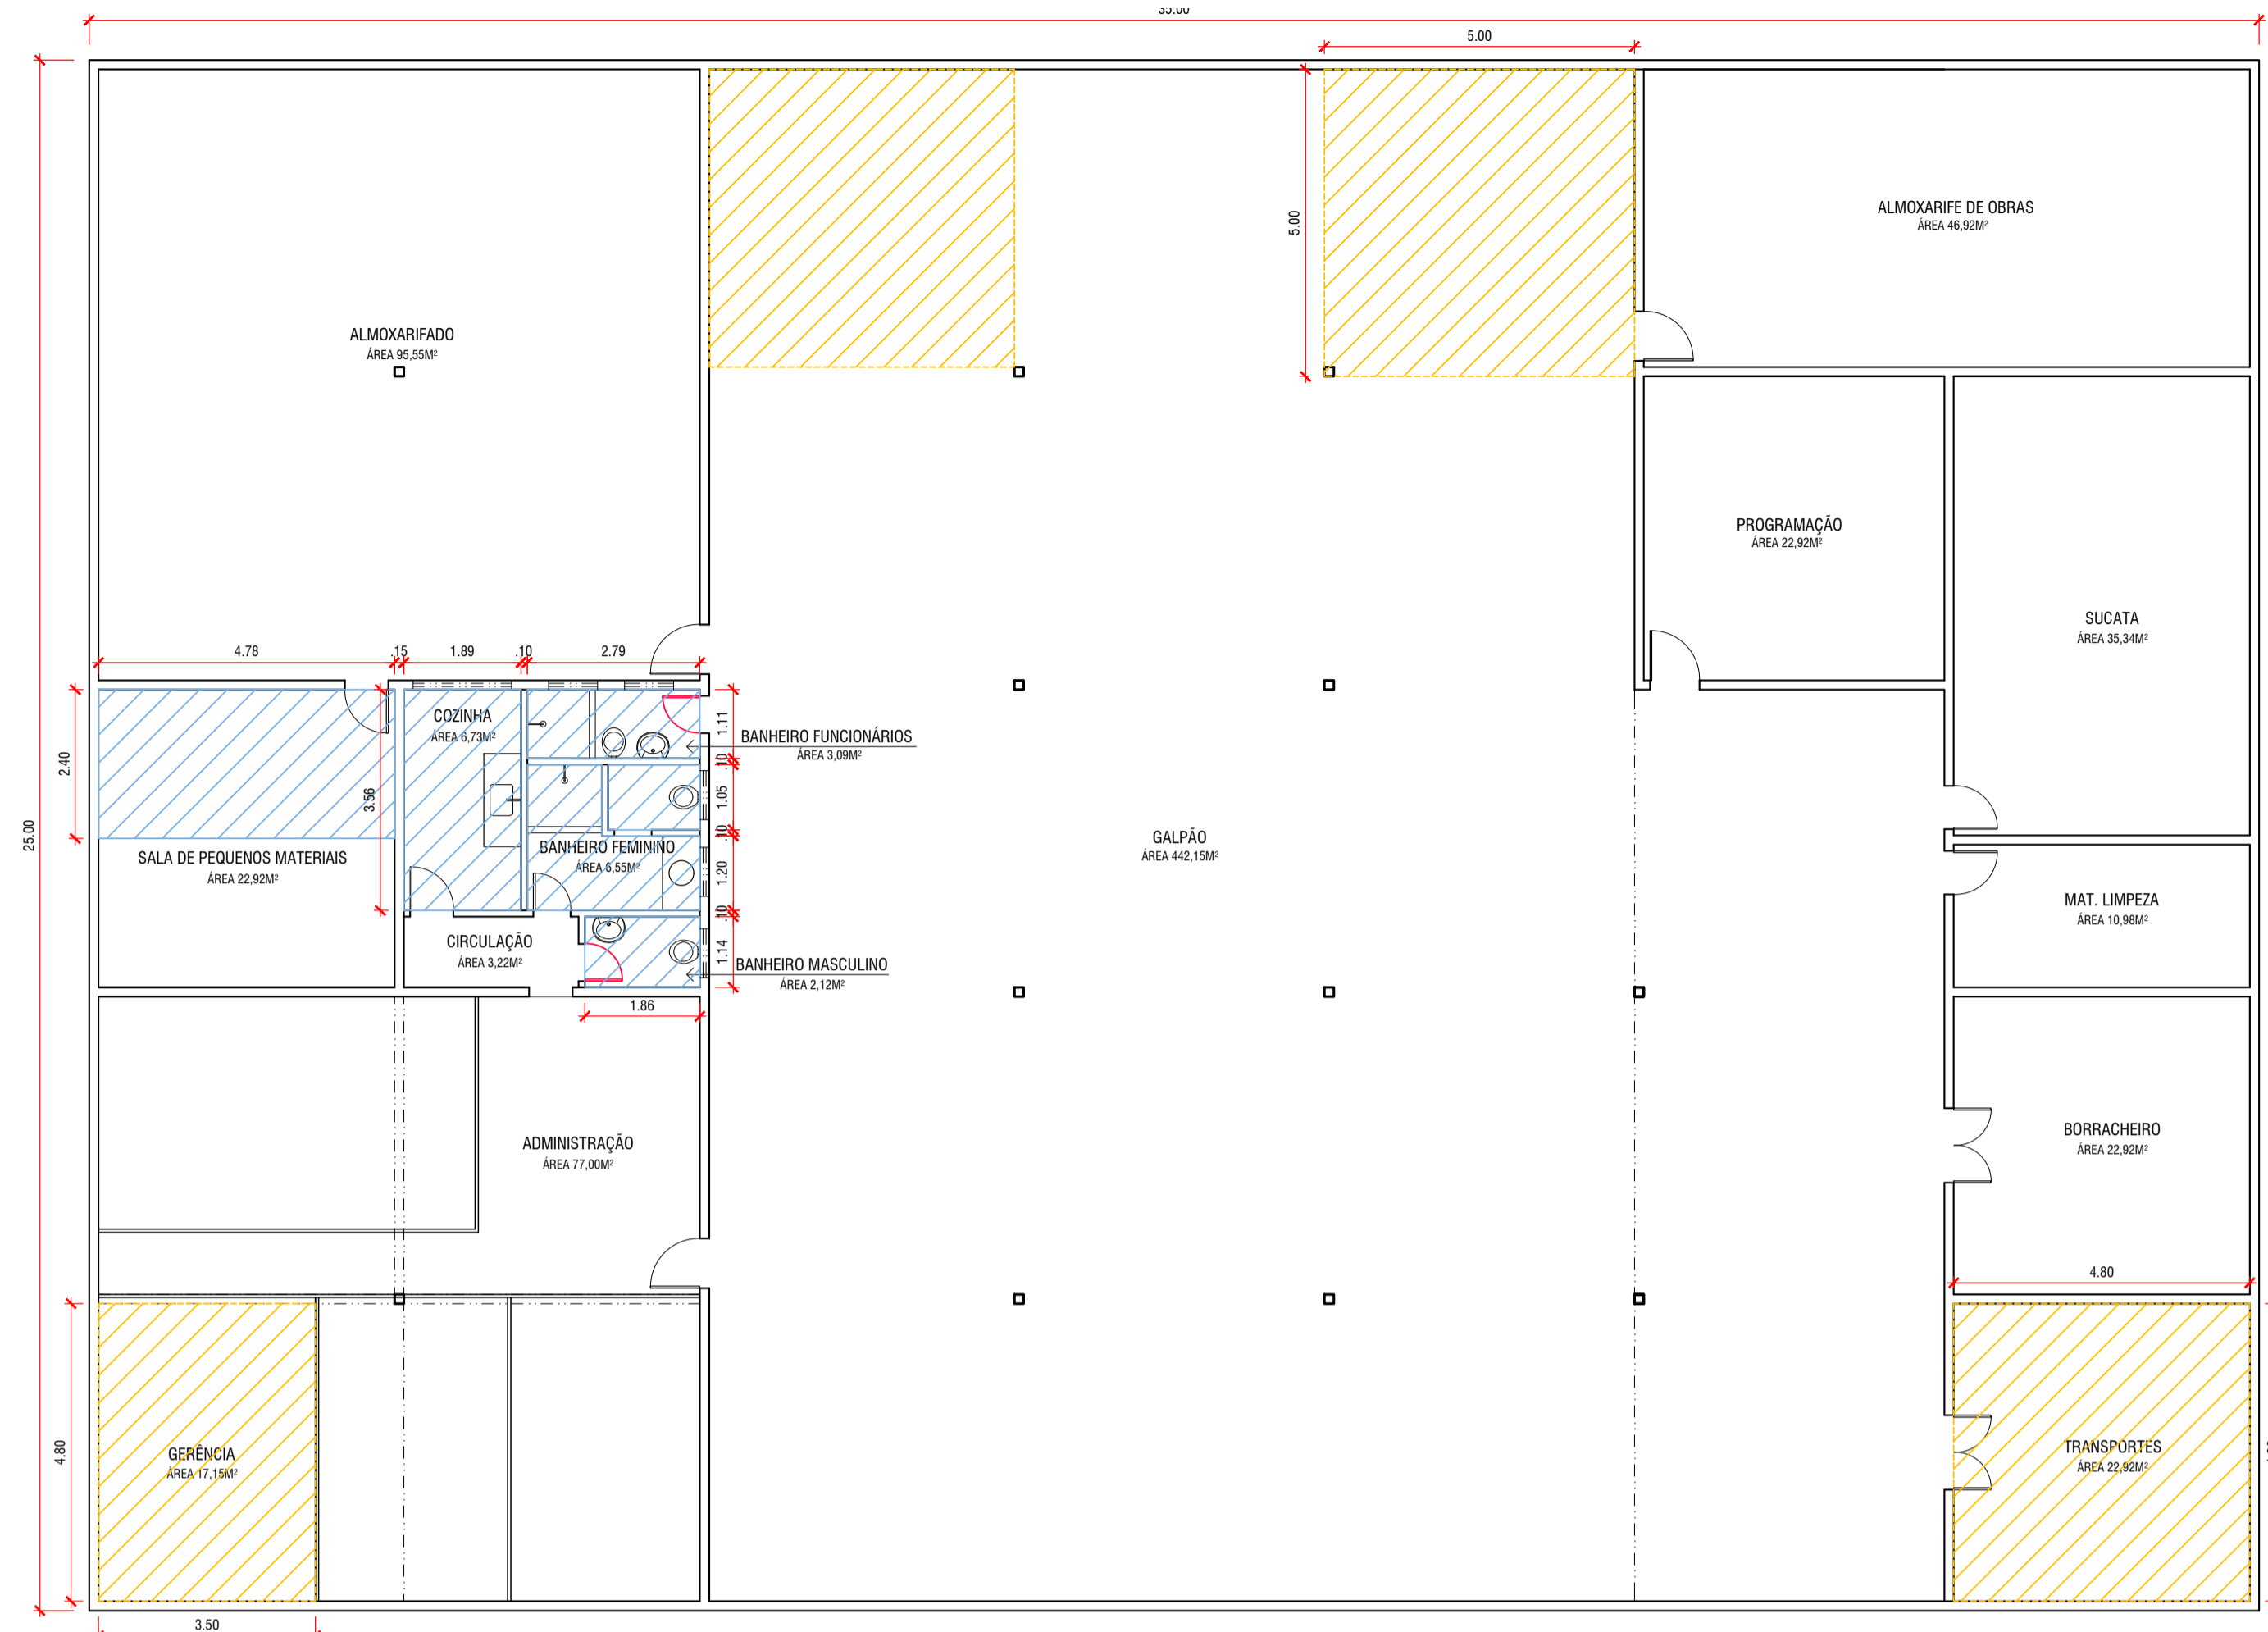 35.00
5.00
5.00
ALMOXARIFE DE OBRAS
ÁREA 46,92M²
ALMOXARIFADO
ÁREA 95,55M²
PROGRAMAÇÃO
ÁREA 22,92M²
SUCATA
ÁREA 35,34M²
4.78
.15
1.89
.10
2.79
COZINHA
ÁREA 6,73M²
1.11
BANHEIRO FUNCIONÁRIOS
ÁREA 3,09M²
.10
2.40
3.56
1.05
25.00
.10
GALPÃO
ÁREA 442,15M²
SALA DE PEQUENOS MATERIAIS
ÁREA 22,92M²
BANHEIRO FEMININO
1.20
.10
MAT. LIMPEZA
ÁREA 10,98M²
CIRCULAÇÃO
ÁREA 3,22M²
1.14
BANHEIRO MASCULINO
ÁREA 2,12M²
1.86
ADMINISTRAÇÃO
ÁREA 77,00M²
BORRACHEIRO
ÁREA 22,92M²
4.80
4.80
GERÊNCIA
ÁREA 17,15M²
TRANSPORTES
ÁREA 22,92M²
3.50